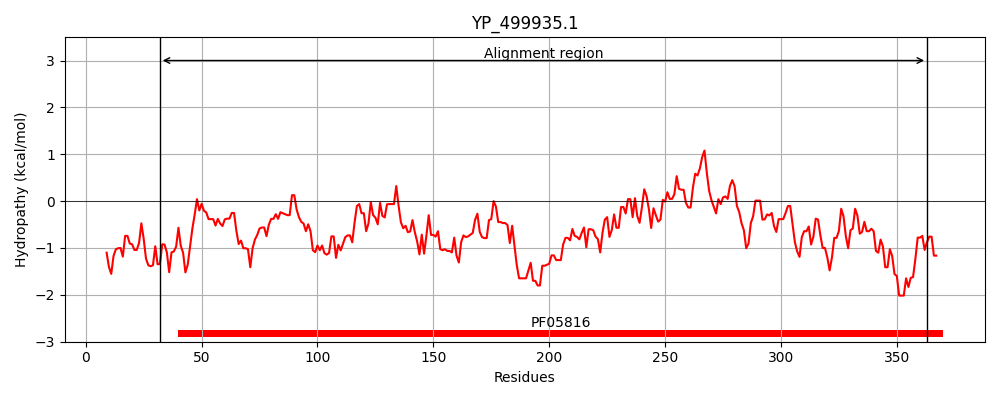 YP_499935.1
Alignment region
Hydropathy (kcal/mol)
3
2
1
0
−1
−2
−3
PF05816
0 50 100 150 200 250 300 350
Residues